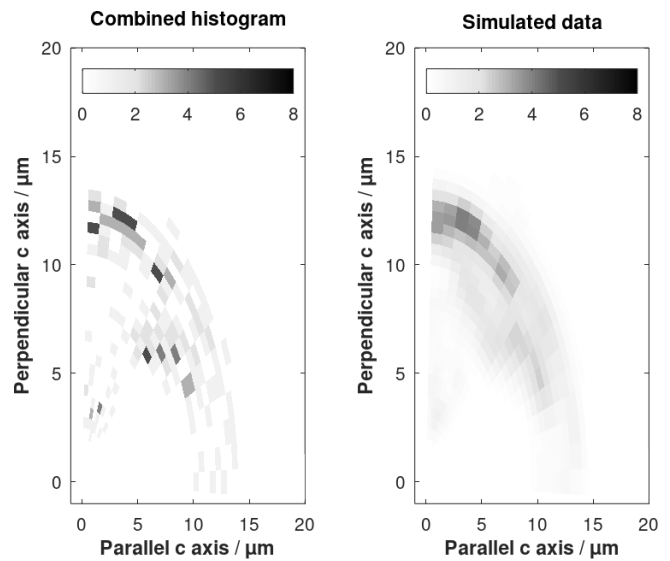 Combined histogram
20
0 2 4 6 8
15
10
5
0
Perpendicular c axis / µm
0 5 10 15 20
Parallel c axis / µm
Simulated data
20
0 2 4 6 8
15
10
5
0
Perpendicular c axis / µm
0 5 10 15 20
Parallel c axis / µm